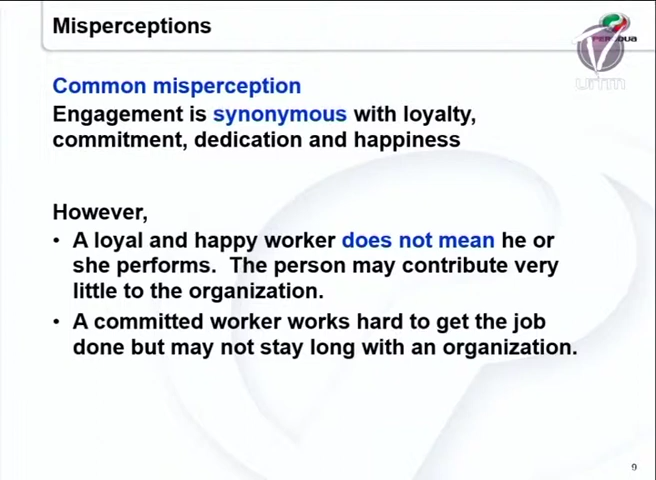 Misperceptions
PERODUA
Common misperception
Engagement is synonymous with loyalty,
commitment, dedication and happiness
However,
• A loyal and happy worker does not mean he or
she performs.  The person may contribute very
little to the organization.
• A committed worker works hard to get the job
done but may not stay long with an organization.
9